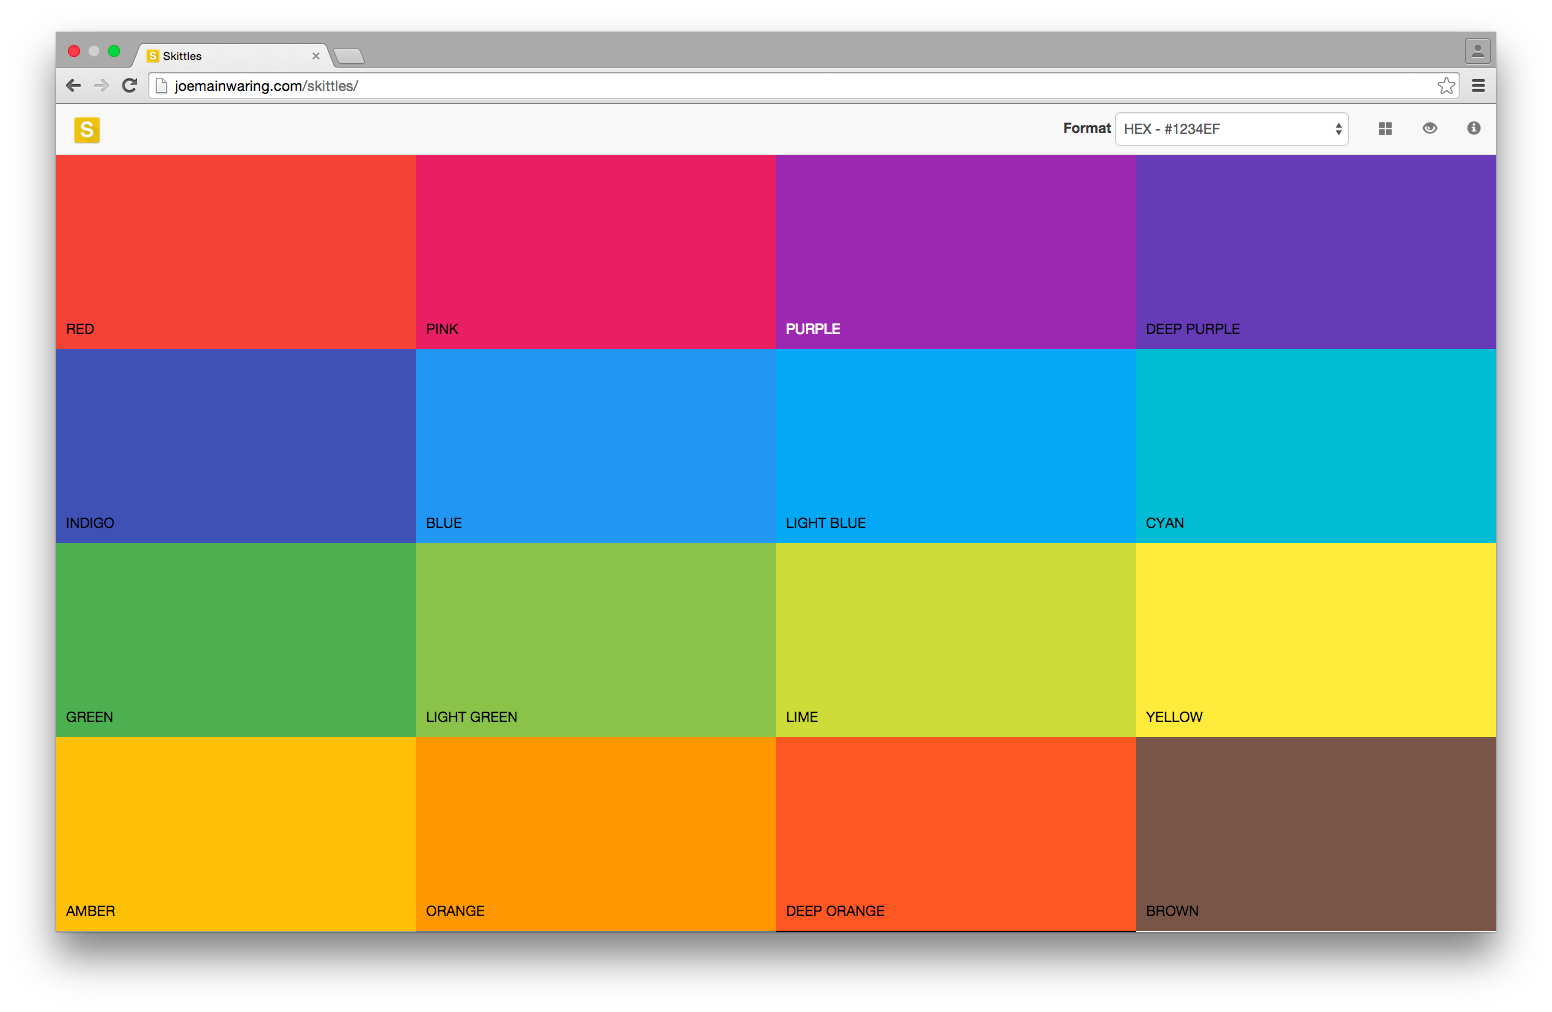 S Skittles
joemainwaring.com/skittles/
S Format HEX - #1234EF
RED PINK PURPLE DEEP PURPLE
INDIGO BLUE LIGHT BLUE CYAN
GREEN LIGHT GREEN LIME YELLOW
AMBER ORANGE DEEP ORANGE BROWN